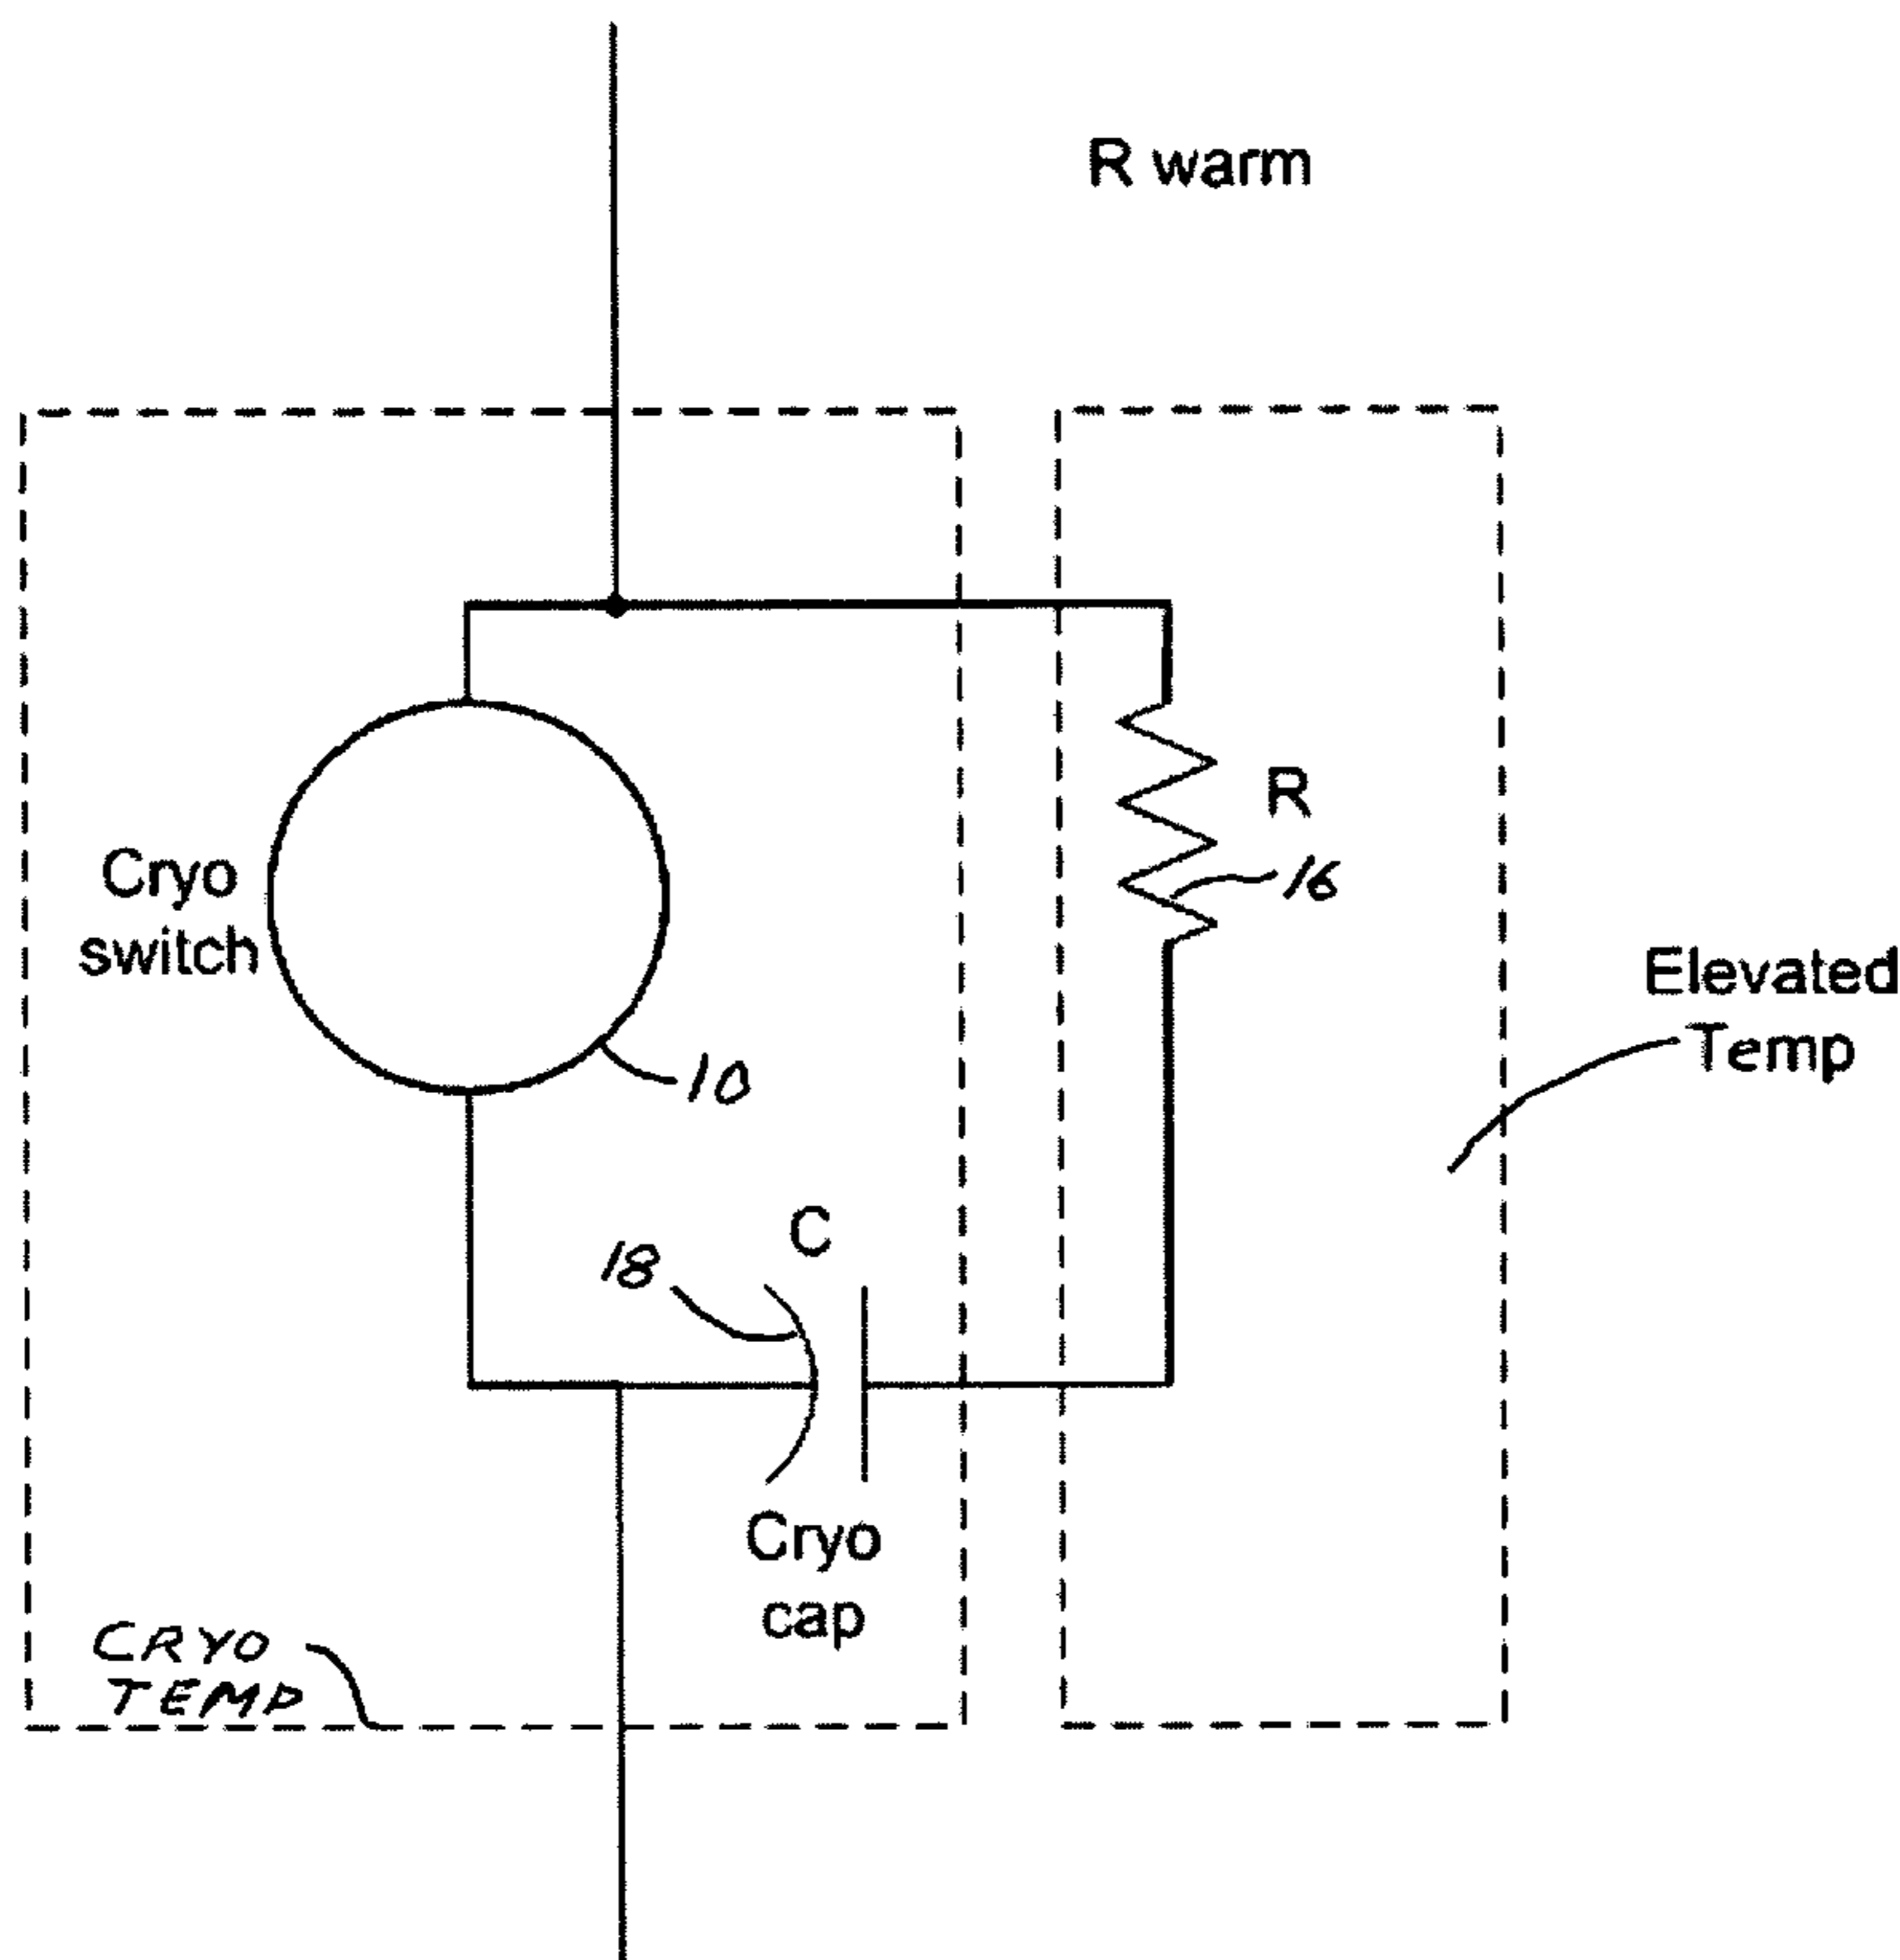 R warm
R
16
Cryo
switch
10
Elevated
Temp
C
18
Cryo
cap
CRYO
TEMP